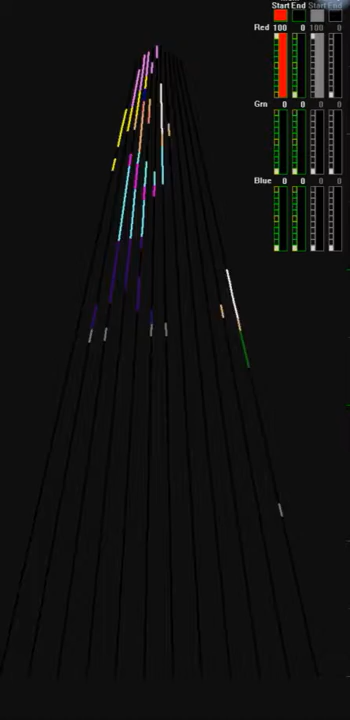 Start End Start End
Red 100 0 100 0
Grn 0 0 0 0
Blue 0 0 0 0